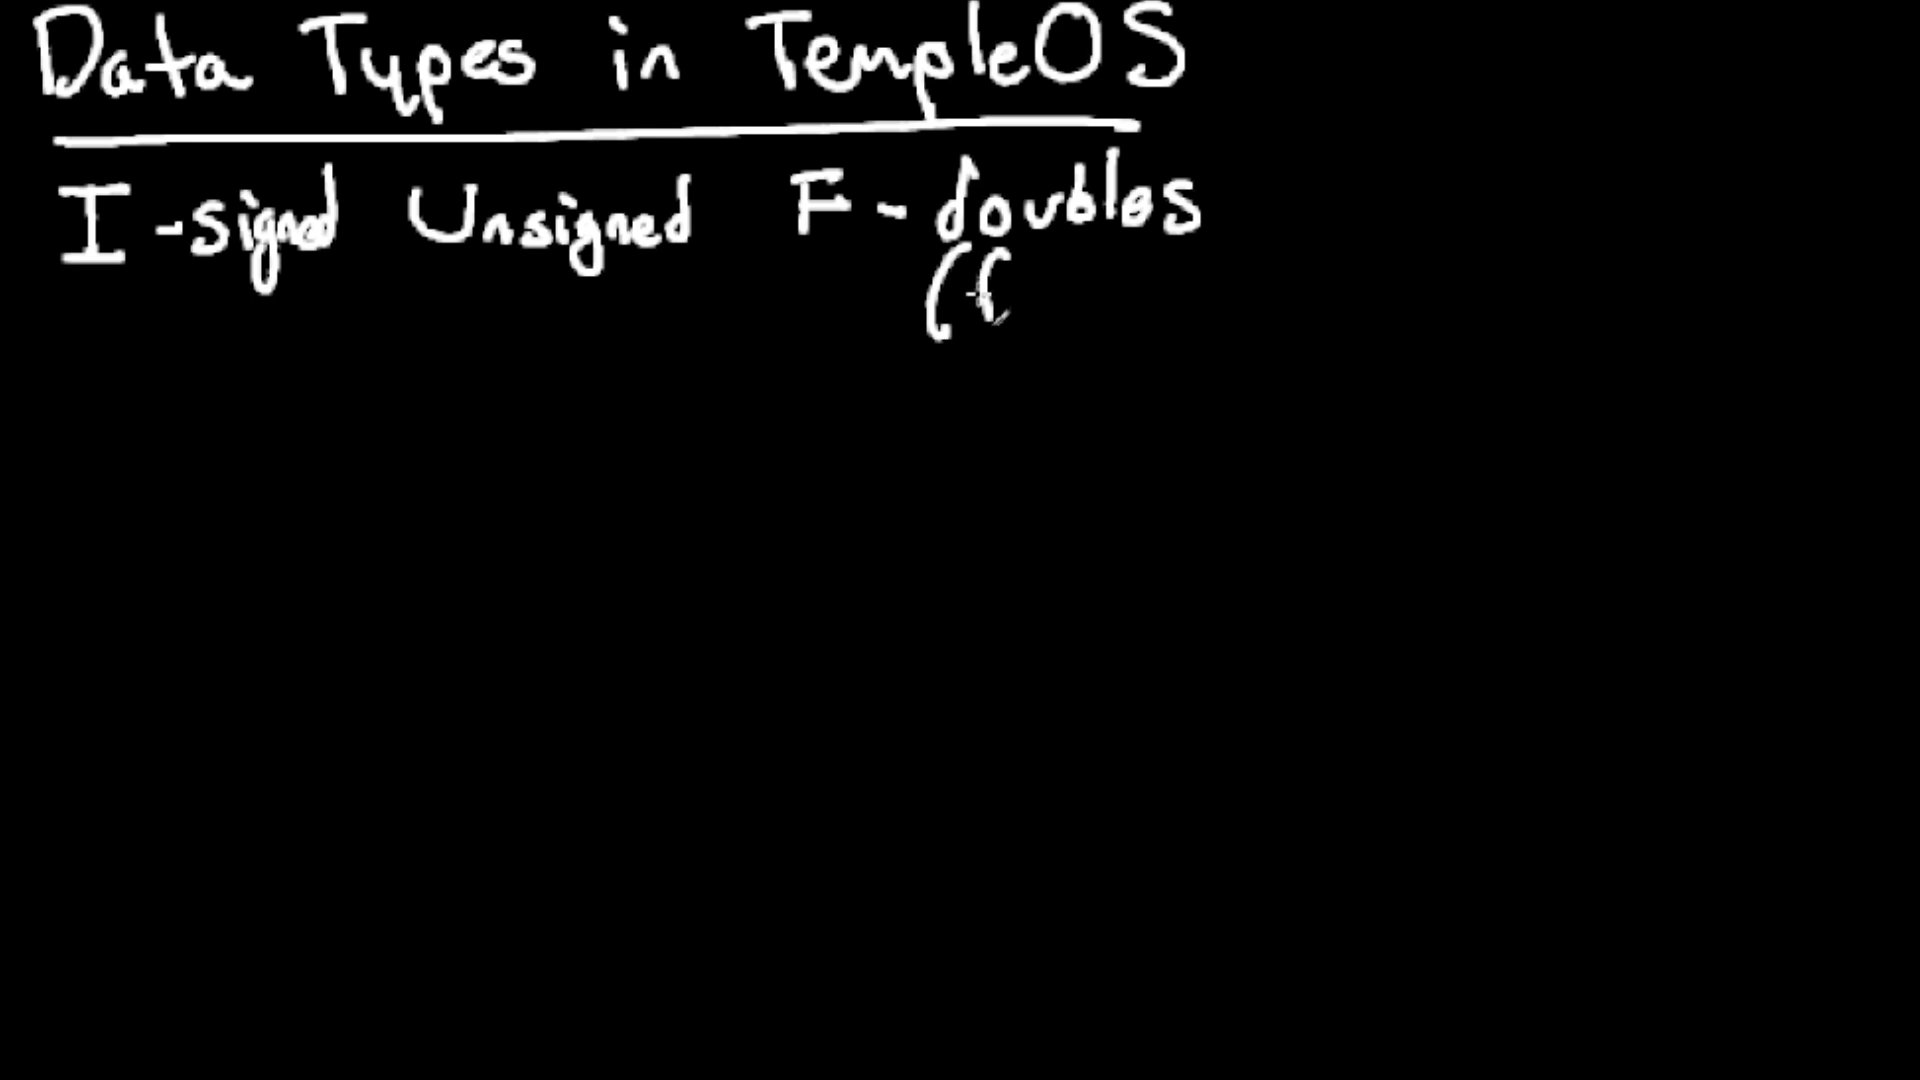 Data Types in TempleOS
I - signed Unsigned F - doubles
(